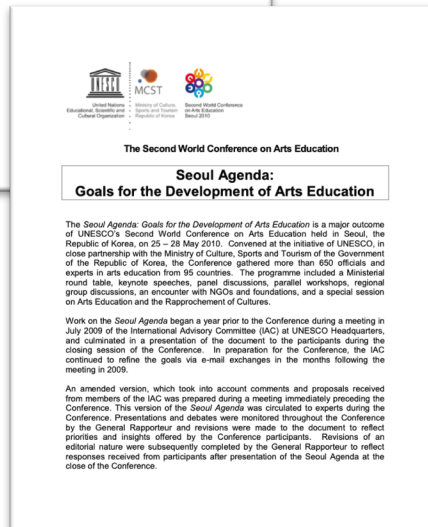 MCST
United Nations
Educational, Scientific and
Cultural Organization
Ministry of Culture,
Sports and Tourism
Republic of Korea
Second World Conference
on Arts Education
Seoul 2010
The Second World Conference on Arts Education
Seoul Agenda:
Goals for the Development of Arts Education
The Seoul Agenda: Goals for the Development of Arts Education is a major outcome
of UNESCO's Second World Conference on Arts Education held in Seoul, the
Republic of Korea, on 25 – 28 May 2010. Convened at the initiative of UNESCO, in
close partnership with the Ministry of Culture, Sports and Tourism of the Government
of the Republic of Korea, the Conference gathered more than 650 officials and
experts in arts education from 95 countries. The programme included a Ministerial
round table, keynote speeches, panel discussions, parallel workshops, regional
group discussions, an encounter with NGOs and foundations, and a special session
on Arts Education and the Rapprochement of Cultures.
Work on the Seoul Agenda began a year prior to the Conference during a meeting in
July 2009 of the International Advisory Committee (IAC) at UNESCO Headquarters,
and culminated in a presentation of the document to the participants during the
closing session of the Conference. In preparation for the Conference, the IAC
continued to refine the goals via e-mail exchanges in the months following the
meeting in 2009.
An amended version, which took into account comments and proposals received
from members of the IAC was prepared during a meeting immediately preceding the
Conference. This version of the Seoul Agenda was circulated to experts during the
Conference. Presentations and debates were monitored throughout the Conference
by the General Rapporteur and revisions were made to the document to reflect
priorities and insights offered by the Conference participants. Revisions of an
editorial nature were subsequently completed by the General Rapporteur to reflect
responses received from participants after presentation of the Seoul Agenda at the
close of the Conference.